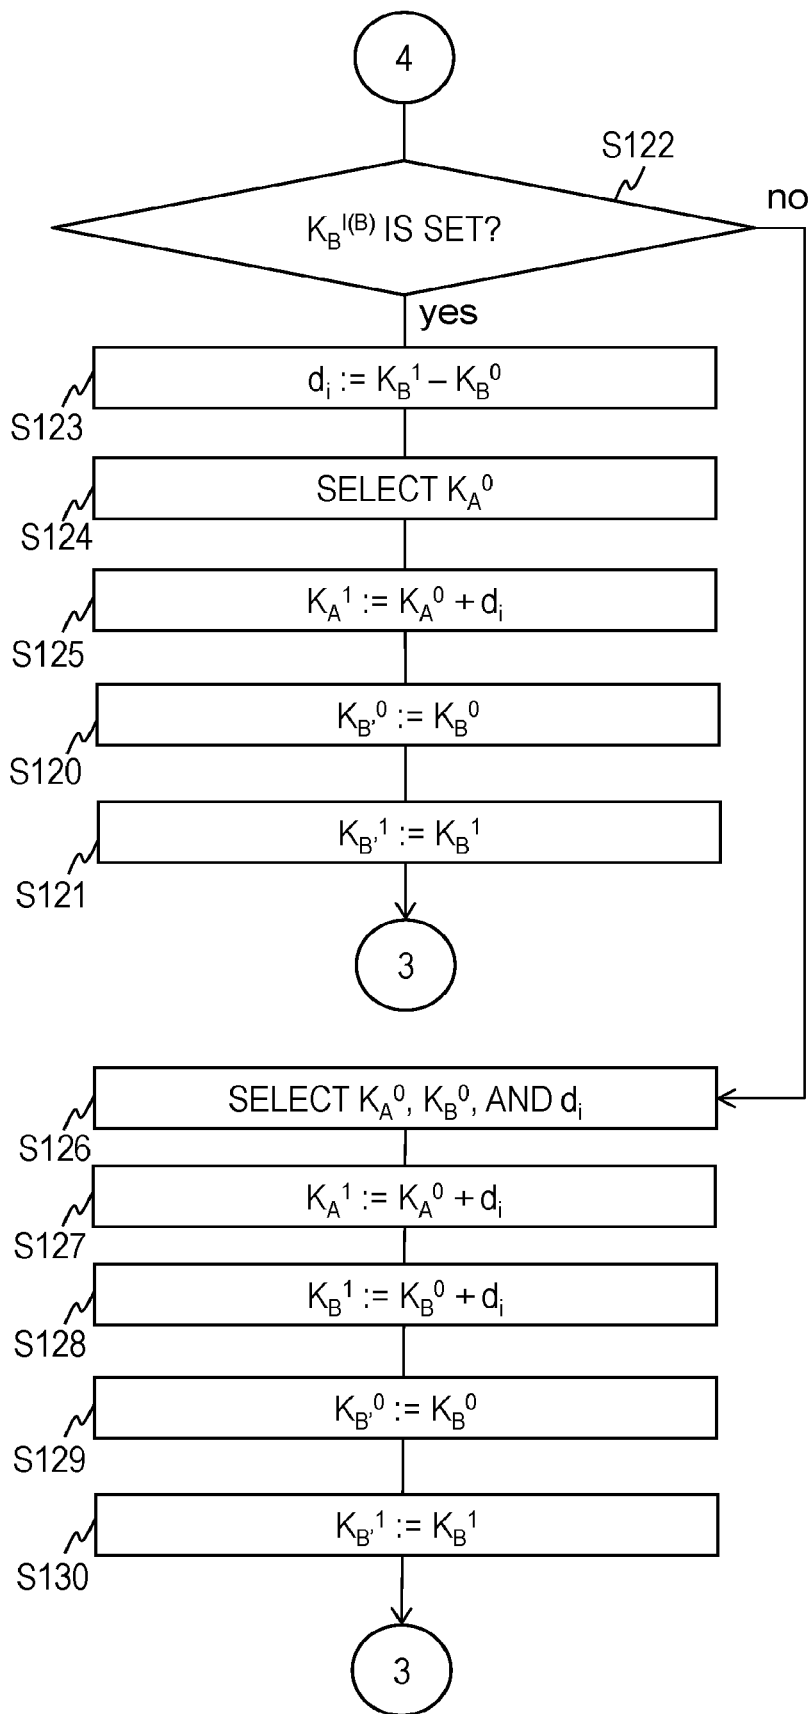 4
S122
K_B^I(B) IS SET?
no
yes
d_i := K_B^1 – K_B^0
S123
SELECT K_A^0
S124
K_A^1 := K_A^0 + d_i
S125
K_B'^0 := K_B^0
S120
K_B'^1 := K_B^1
S121
3
SELECT K_A^0, K_B^0, AND d_i
S126
K_A^1 := K_A^0 + d_i
S127
K_B^1 := K_B^0 + d_i
S128
K_B'^0 := K_B^0
S129
K_B'^1 := K_B^1
S130
3